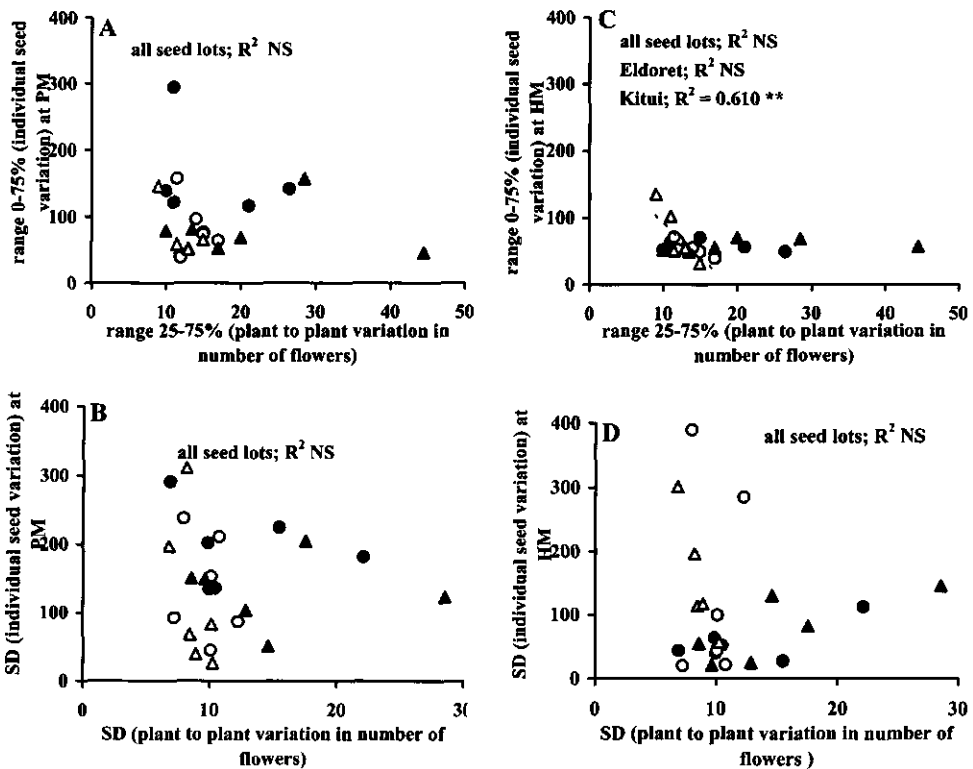 A
all seed lots; R² NS
range 0-75% (individual seed
variation) at PM
400
300
200
100
0
0 10 20 30 40 50
range 25-75% (plant to plant variation in
number of flowers)
C
all seed lots; R² NS
Eldoret; R² NS
Kitui; R² = 0.610 **
range 0-75% (individual seed
variation) at HM
400
300
200
100
0
0 10 20 30 40 50
range 25-75% (plant to plant variation in
number of flowers)
B
all seed lots; R² NS
SD (individual seed variation) at
PM
400
300
200
100
0
0 10 20 30
SD (plant to plant variation in number of
flowers)
D
all seed lots; R² NS
SD (individual seed variation) at
HM
400
300
200
100
0
0 10 20 30
SD (plant to plant variation in number of
flowers )